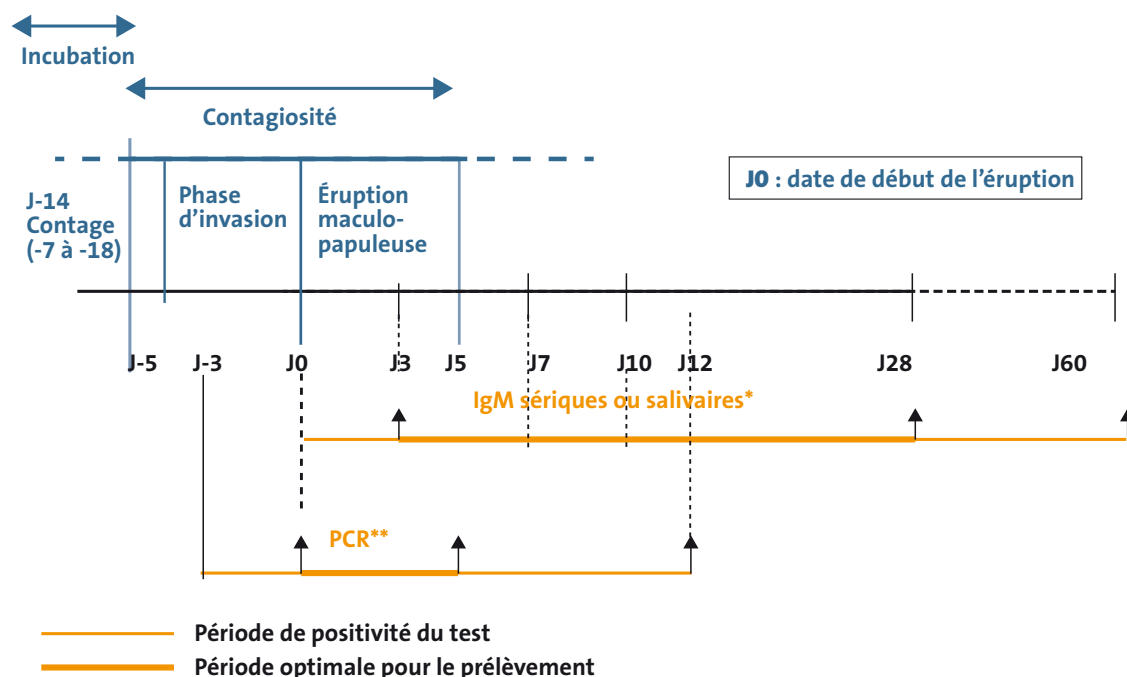 Incubation
Contagiosité
J-14
Contage
(-7 à -18)
Phase
d'invasion
Éruption
maculo-
papuleuse
J0 : date de début de l'éruption
J-5
J-3
J0
J3
J5
J7
J10
J12
J28
J60
IgM sériques ou salivaires*
PCR**
Période de positivité du test
Période optimale pour le prélèvement